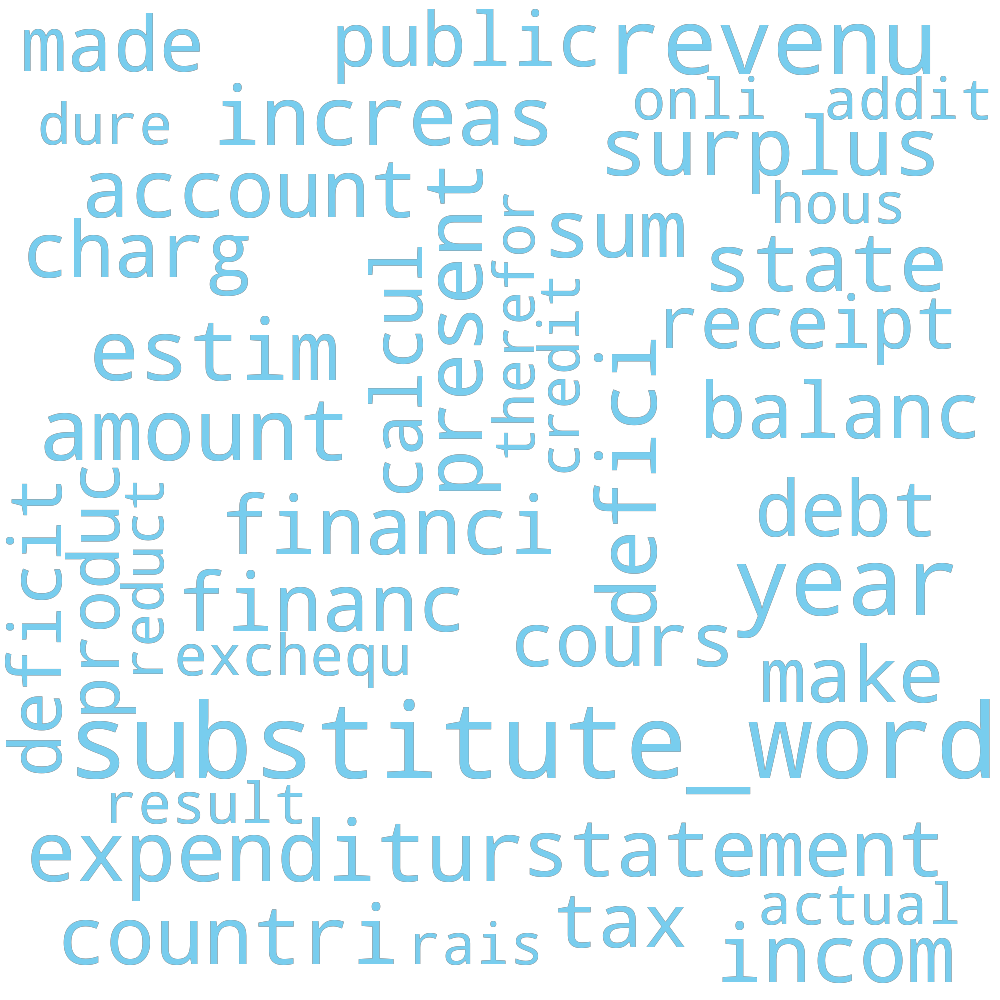 made
public
revenu
onli
addit
dure
increas
surplus
account
hous
charg
present
therefor
sum
state
calcul
credit
receipt
estim
defici
amount
balanc
deficit
produc
reduct
financi
debt
year
financ
cours
exchequ
make
substitute_word
result
expenditur
statement
actual
countri
rais
tax
incom